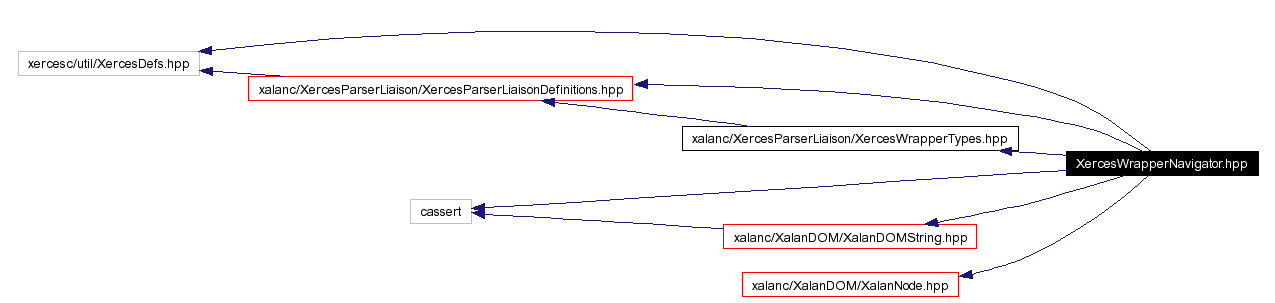 xercesc/util/XercesDefs.hpp
xalanc/XercesParserLiaison/XercesParserLiaisonDefinitions.hpp
xalanc/XercesParserLiaison/XercesWrapperTypes.hpp
XercesWrapperNavigator.hpp
cassert
xalanc/XalanDOM/XalanDOMString.hpp
xalanc/XalanDOM/XalanNode.hpp